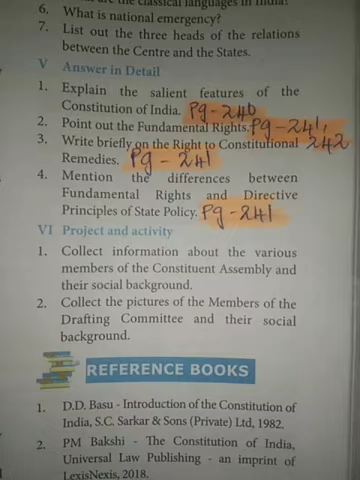 are the classical languages in India?
6. What is national emergency?
7. List out the three heads of the relations
between the Centre and the States.
V Answer in Detail
1. Explain the salient features of the
Constitution of India. Pg-240
2. Point out the Fundamental Rights. Pg-241,
3. Write briefly on the Right to Constitutional 242
Remedies. Pg-241
4. Mention the differences between
Fundamental Rights and Directive
Principles of State Policy. Pg-241
VI Project and activity
1. Collect information about the various
members of the Constituent Assembly and
their social background.
2. Collect the pictures of the Members of the
Drafting Committee and their social
background.
REFERENCE BOOKS
1. D.D. Basu - Introduction of the Constitution of
India, S.C. Sarkar & Sons (Private) Ltd, 1982.
2. PM Bakshi - The Constitution of India,
Universal Law Publishing - an imprint of
LexisNexis, 2018.